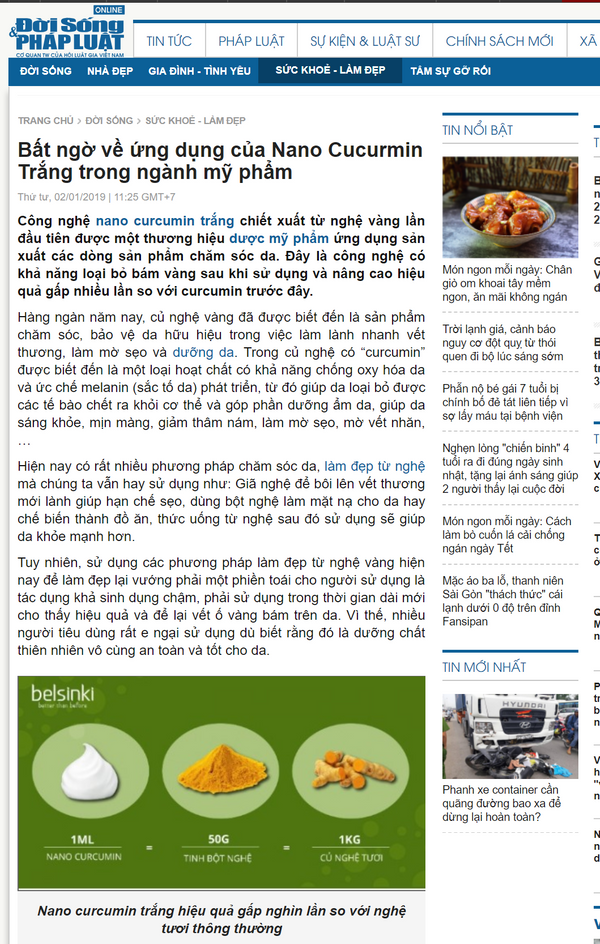 ONLINE
Đời Sống
& PHÁP LUẬT
CƠ QUAN TW CỦA HỘI LUẬT GIA VIỆT NAM
TIN TỨC
PHÁP LUẬT
SỰ KIỆN & LUẬT SƯ
CHÍNH SÁCH MỚI
XÃ
ĐỜI SỐNG
NHÀ ĐẸP
GIA ĐÌNH - TÌNH YÊU
SỨC KHOẺ - LÀM ĐẸP
TÂM SỰ GỠ RỐI
TRANG CHỦ > ĐỜI SỐNG > SỨC KHOẺ - LÀM ĐẸP
Bất ngờ về ứng dụng của Nano Cucurmin
Trắng trong ngành mỹ phẩm
Thứ tư, 02/01/2019 | 11:25 GMT+7
Công nghệ nano curcumin trắng chiết xuất từ nghệ vàng lần
đầu tiên được một thương hiệu dược mỹ phẩm ứng dụng sản
xuất các dòng sản phẩm chăm sóc da. Đây là công nghệ có
khả năng loại bỏ bám vàng sau khi sử dụng và nâng cao hiệu
quả gấp nhiều lần so với curcumin trước đây.
Hàng ngàn năm nay, củ nghệ vàng đã được biết đến là sản phẩm
chăm sóc, bảo vệ da hữu hiệu trong việc làm lành nhanh vết
thương, làm mờ sẹo và dưỡng da. Trong củ nghệ có “curcumin”
được biết đến là một loại hoạt chất có khả năng chống oxy hóa da
và ức chế melanin (sắc tố da) phát triển, từ đó giúp da loại bỏ được
các tế bào chết ra khỏi cơ thể và góp phần dưỡng ẩm da, giúp da
sáng khỏe, mịn màng, giảm thâm nám, làm mờ sẹo, mờ vết nhăn,
…
Hiện nay có rất nhiều phương pháp chăm sóc da, làm đẹp từ nghệ
mà chúng ta vẫn hay sử dụng như: Giã nghệ để bôi lên vết thương
mới lành giúp hạn chế sẹo, dùng bột nghệ làm mặt nạ cho da hay
chế biến thành đồ ăn, thức uống từ nghệ sau đó sử dụng sẽ giúp
da khỏe mạnh hơn.
Tuy nhiên, sử dụng các phương pháp làm đẹp từ nghệ vàng hiện
nay để làm đẹp lại vướng phải một phiền toái cho người sử dụng là
tác dụng khả sinh dụng chậm, phải sử dụng trong thời gian dài mới
cho thấy hiệu quả và để lại vết ố vàng bám trên da. Vì thế, nhiều
người tiêu dùng rất e ngại sử dụng dù biết rằng đó là dưỡng chất
thiên nhiên vô cùng an toàn và tốt cho da.
belsinki
better than before
1ML
NANO CURCUMIN
=
50G
TINH BỘT NGHỆ
=
1KG
CỦ NGHỆ TƯƠI
Nano curcumin trắng hiệu quả gấp nghìn lần so với nghệ
tươi thông thường
TIN NỔI BẬT
Món ngon mỗi ngày: Chân
giò om khoai tây mềm
ngon, ăn mãi không ngán
Trời lạnh giá, cảnh báo
nguy cơ đột quỵ từ thói
quen đi bộ lúc sáng sớm
Phẫn nộ bé gái 7 tuổi bị
chính bố đẻ tát liên tiếp vì
sợ lấy máu tại bệnh viện
Nghẹn lòng "chiến binh" 4
tuổi ra đi đúng ngày sinh
nhật, tặng lại ánh sáng giúp
2 người thấy lại cuộc đời
Món ngon mỗi ngày: Cách
làm bò cuốn lá cải chống
ngán ngày Tết
Mặc áo ba lỗ, thanh niên
Sài Gòn "thách thức" cái
lạnh dưới 0 độ trên đỉnh
Fansipan
TIN MỚI NHẤT
HYUNDAI
Phanh xe container cần
quãng đường bao xa để
dừng lại hoàn toàn?